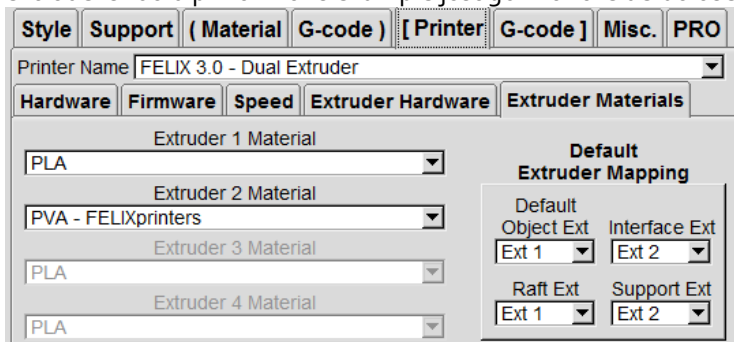 Style Support ( Material G-code ) [ Printer G-code ] Misc. PRO
Printer Name FELIX 3.0 - Dual Extruder
Hardware Firmware Speed Extruder Hardware Extruder Materials
Extruder 1 Material
PLA
Extruder 2 Material
PVA - FELIXprinters
Extruder 3 Material
PLA
Extruder 4 Material
PLA
Default
Extruder Mapping
Default
Object Ext Interface Ext
Ext 1 Ext 2
Raft Ext Support Ext
Ext 1 Ext 2